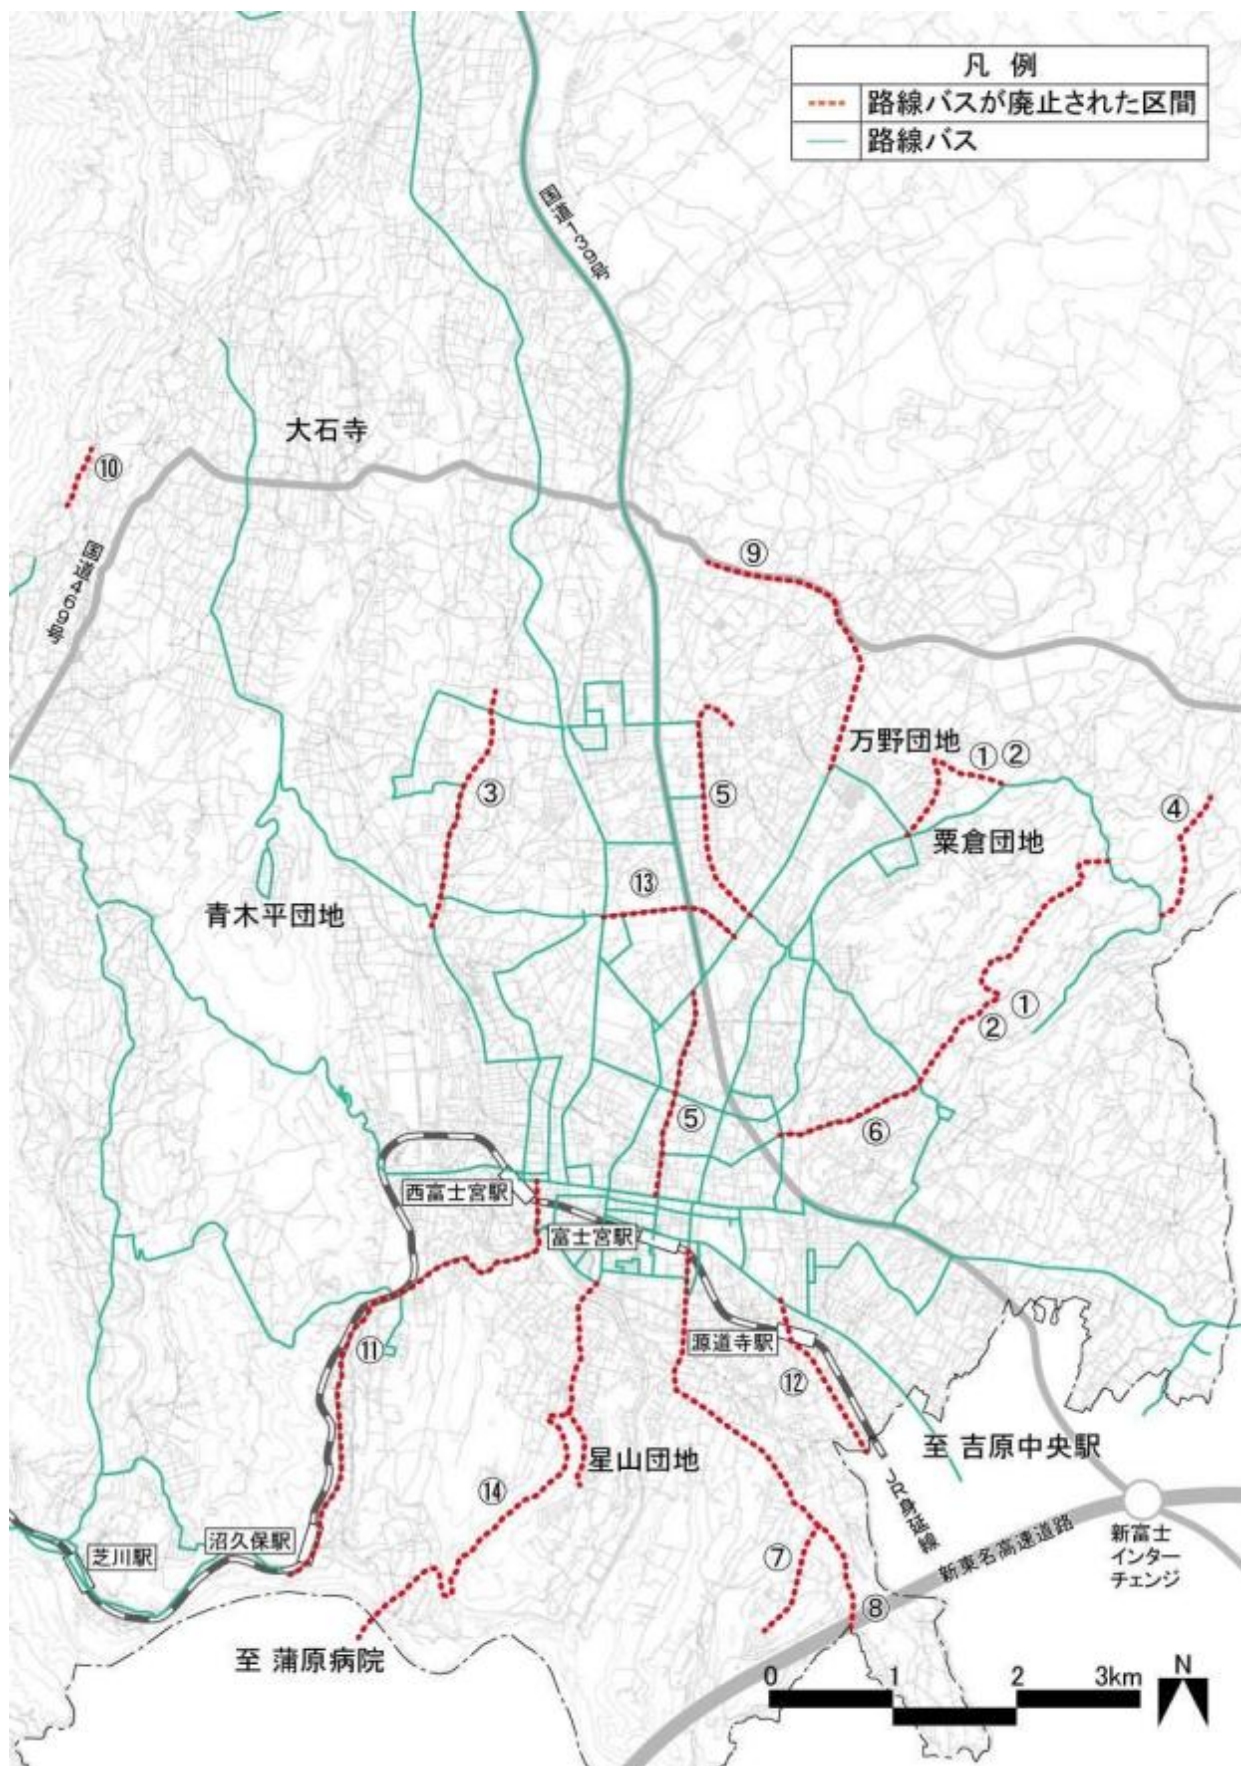 凡 例
路線バスが廃止された区間
路線バス
国道139号
大石寺
⑩
国道469号
⑨
万野団地
① ②
③
⑤
④
粟倉団地
⑬
青木平団地
①
②
⑤
⑥
西富士宮駅
富士宮駅
源道寺駅
⑪
⑫
至 吉原中央駅
星山団地
⑭
JR身延線
新東名高速道路
新富士
インター
チェンジ
沼久保駅
芝川駅
⑦
⑧
至 蒲原病院
0 1 2 3km
N